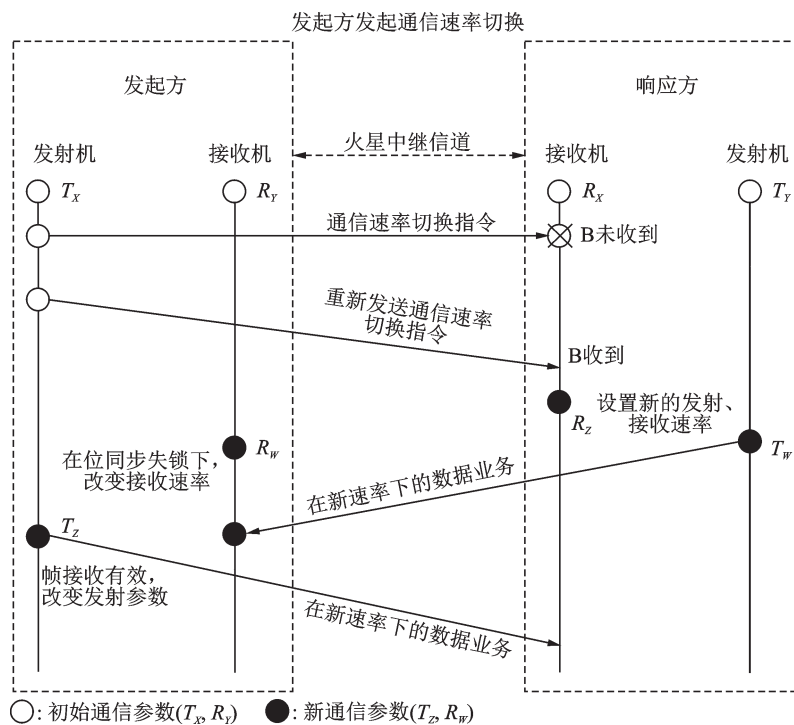 发起方发起通信速率切换
发起方
响应方
火星中继信道
发射机
接收机
接收机
发射机
T_X
R_Y
R_X
T_Y
通信速率切换指令
B未收到
重新发送通信速率
切换指令
B收到
设置新的发射、
接收速率
R_Z
T_W
R_W
在位同步失锁下，
改变接收速率
在新速率下的数据业务
T_Z
帧接收有效，
改变发射参数
在新速率下的数据业务
○: 初始通信参数(T_X, R_Y) ●: 新通信参数(T_Z, R_W)